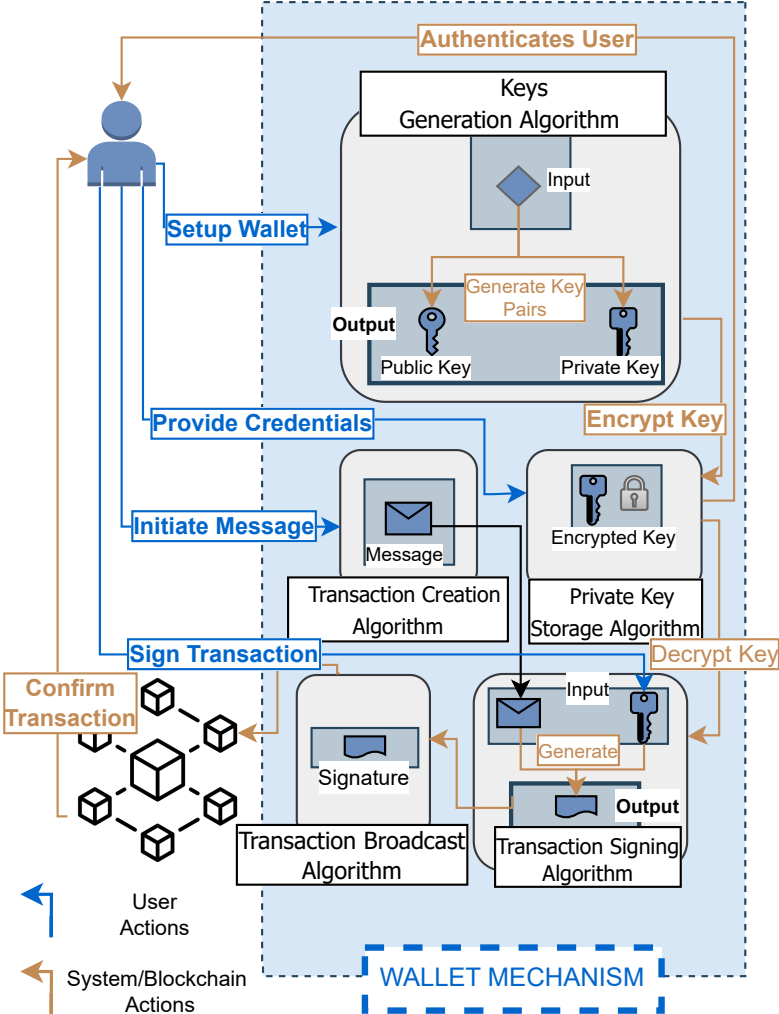 Authenticates User
Keys
Generation Algorithm
Input
Setup Wallet
Generate Key
Pairs
Output
Public Key
Private Key
Encrypt Key
Provide Credentials
Initiate Message
Message
Encrypted Key
Transaction Creation
Algorithm
Private Key
Storage Algorithm
Sign Transaction
Decrypt Key
Confirm
Transaction
Input
Generate
Signature
Output
Transaction Broadcast
Algorithm
Transaction Signing
Algorithm
User
Actions
System/Blockchain
Actions
WALLET MECHANISM